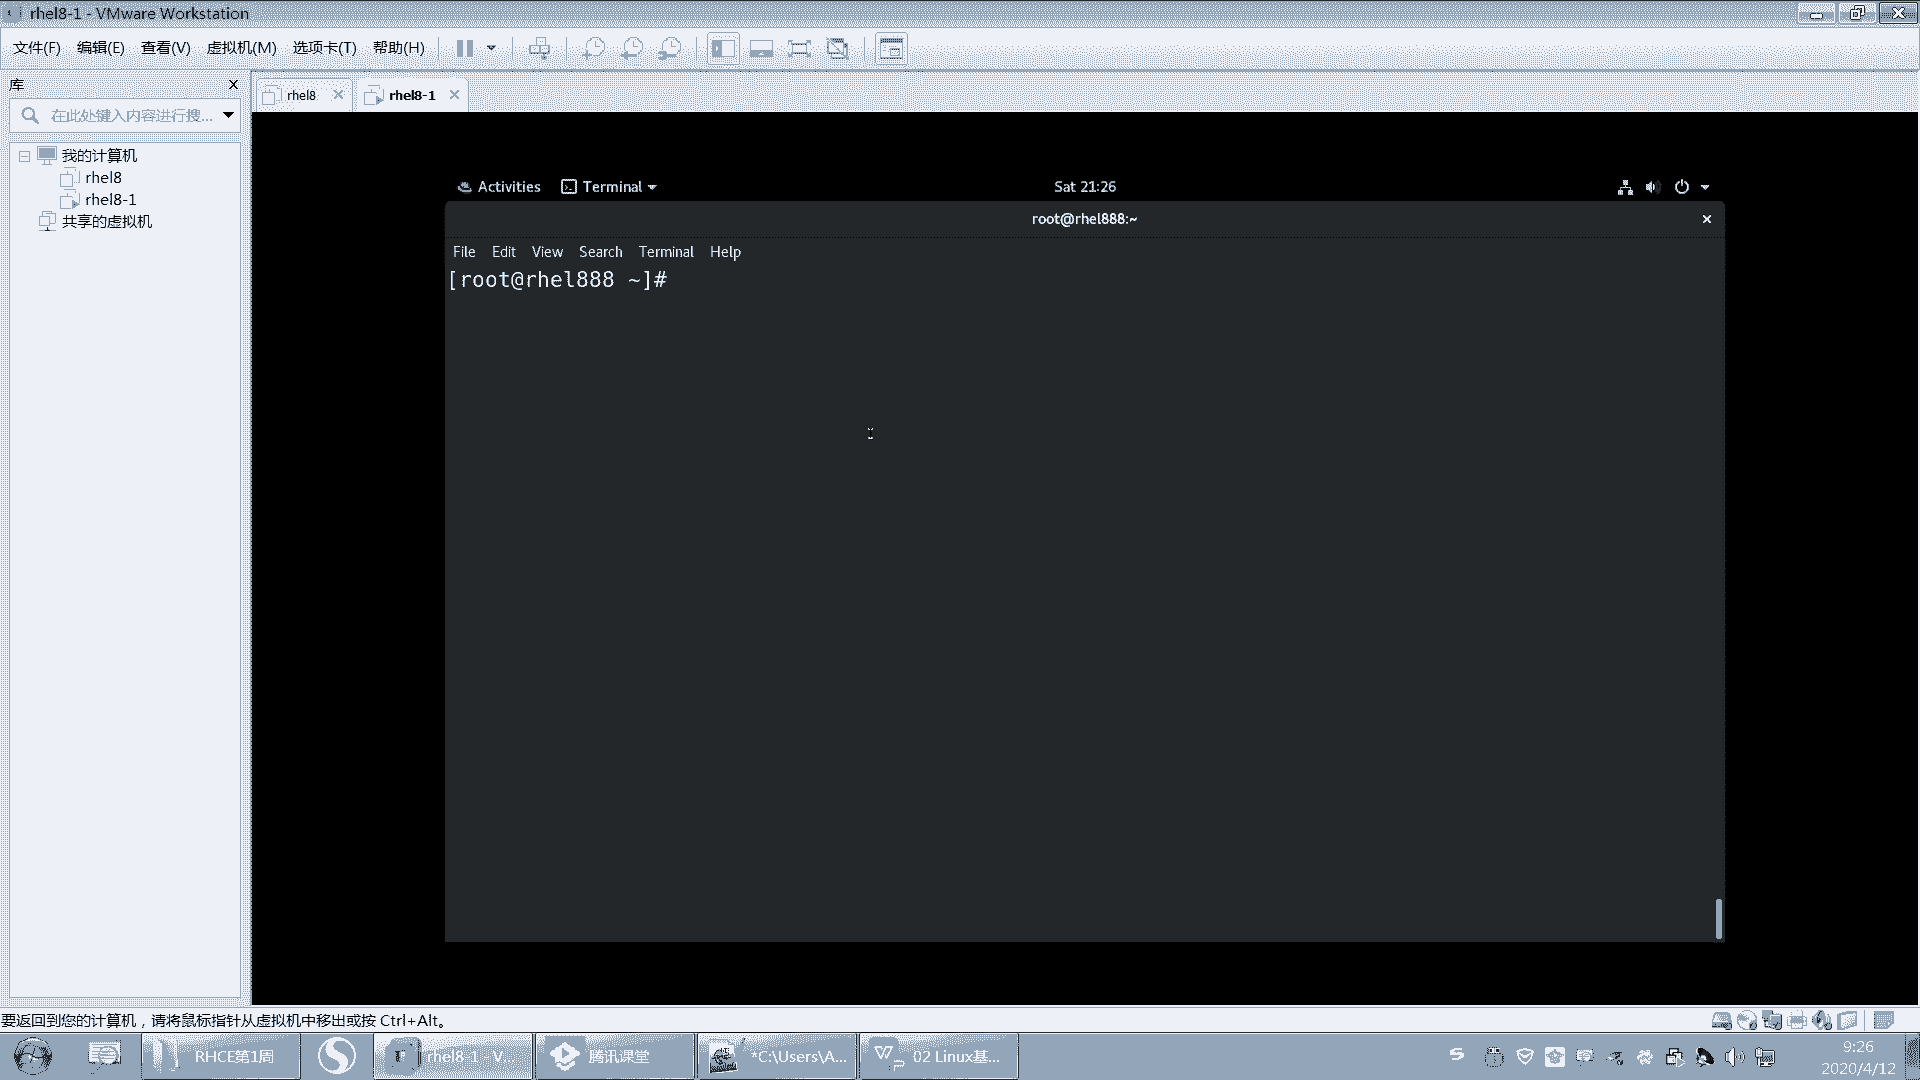 rhel8-1 - VMware Workstation
文件(F) 编辑(E) 查看(V) 虚拟机(M) 选项卡(T) 帮助(H)
库
在此处键入内容进行搜...
我的计算机
rhel8
rhel8-1
共享的虚拟机
rhel8 rhel8-1
Activities Terminal Sat 21:26
root@rhel888:~
File Edit View Search Terminal Help
[root@rhel888 ~]#
要返回到您的计算机，请将鼠标指针从虚拟机中移出或按 Ctrl+Alt。
RHCE第1周 rhel8-1 - V... 腾讯课堂 *C:\Users\A... 02 Linux基...
9:26
2020/4/12